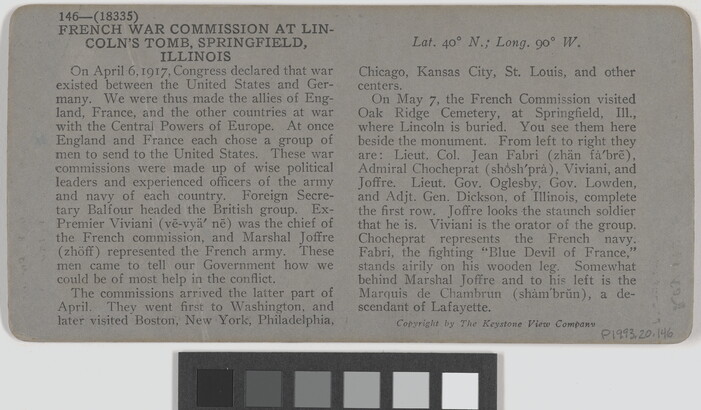 146—(18335)
FRENCH WAR COMMISSION AT LIN-
COLN'S TOMB, SPRINGFIELD,
ILLINOIS
On April 6, 1917, Congress declared that war
existed between the United States and Ger-
many. We were thus made the allies of Eng-
land, France, and the other countries at war
with the Central Powers of Europe. At once
England and France each chose a group of
men to send to the United States. These war
commissions were made up of wise political
leaders and experienced officers of the army
and navy of each country. Foreign Secre-
tary Balfour headed the British group. Ex-
Premier Viviani (vē-vyä′ nē) was the chief of
the French commission, and Marshal Joffre
(zhôff) represented the French army. These
men came to tell our Government how we
could be of most help in the conflict.
The commissions arrived the latter part of
April. They went first to Washington, and
later visited Boston, New York, Philadelphia,
Lat. 40° N.; Long. 90° W.
Chicago, Kansas City, St. Louis, and other
centers.
On May 7, the French Commission visited
Oak Ridge Cemetery, at Springfield, Ill.,
where Lincoln is buried. You see them here
beside the monument. From left to right they
are: Lieut. Col. Jean Fabri (zhän fá′brē),
Admiral Chocheprat (shôsh′prà), Viviani, and
Joffre. Lieut. Gov. Oglesby, Gov. Lowden,
and Adjt. Gen. Dickson, of Illinois, complete
the first row. Joffre looks the staunch soldier
that he is. Viviani is the orator of the group.
Chocheprat represents the French navy.
Fabri, the fighting "Blue Devil of France,"
stands airily on his wooden leg. Somewhat
behind Marshal Joffre and to his left is the
Marquis de Chambrun (shäm′brün), a de-
scendant of Lafayette.
Copyright by The Keystone View Company
P1993.20.146